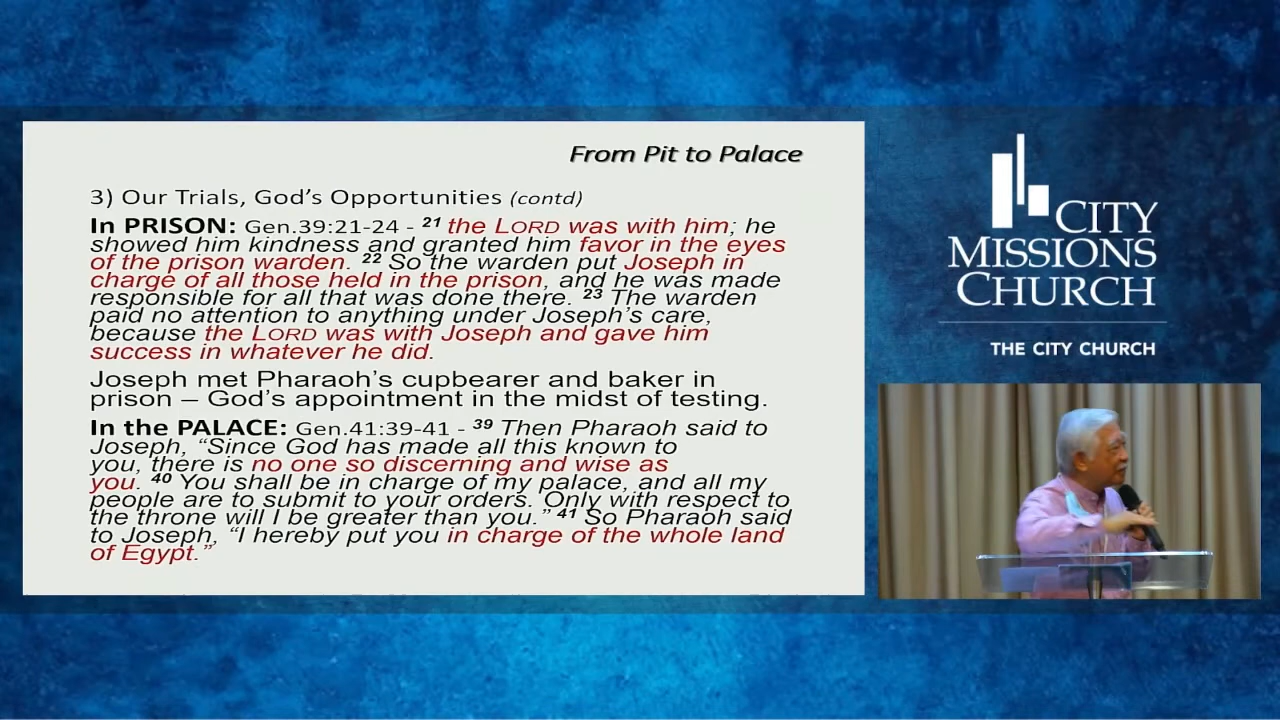 From Pit to Palace
3) Our Trials, God's Opportunities (contd)
In PRISON: Gen.39:21-24 - 21 the LORD was with him; he
showed him kindness and granted him favor in the eyes
of the prison warden. 22 So the warden put Joseph in
charge of all those held in the prison, and he was made
responsible for all that was done there. 23 The warden
paid no attention to anything under Joseph's care,
because the LORD was with Joseph and gave him
success in whatever he did.
Joseph met Pharaoh's cupbearer and baker in
prison – God's appointment in the midst of testing.
In the PALACE: Gen.41:39-41 - 39 Then Pharaoh said to
Joseph, “Since God has made all this known to
you, there is no one so discerning and wise as
you. 40 You shall be in charge of my palace, and all my
people are to submit to your orders. Only with respect to
the throne will I be greater than you.” 41 So Pharaoh said
to Joseph, “I hereby put you in charge of the whole land
of Egypt.”
CITY
MISSIONS
CHURCH
THE CITY CHURCH